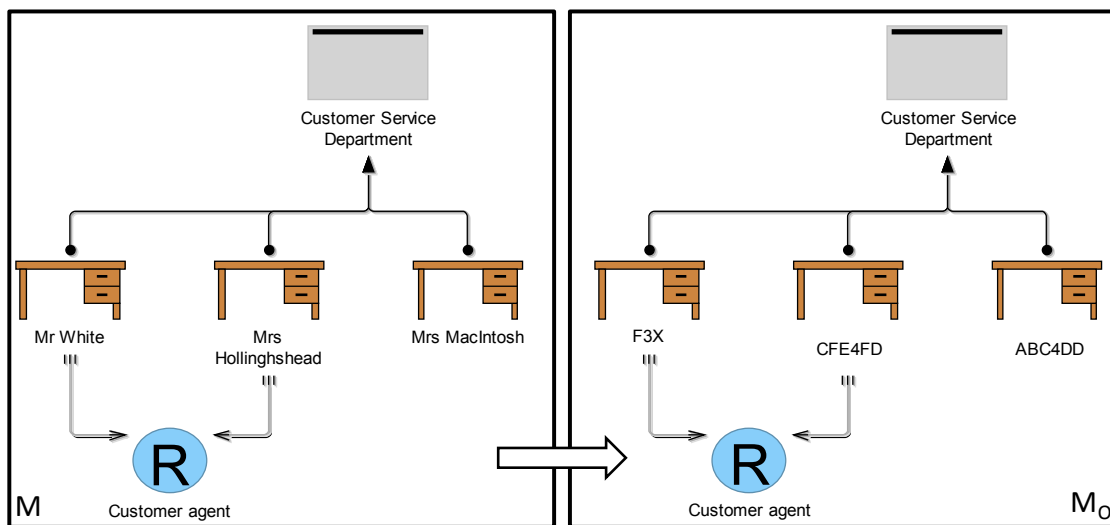 Customer Service
Department
Mr White
Mrs
Hollinghshead
Mrs MacIntosh
R
Customer agent
M
Customer Service
Department
F3X
CFE4FD
ABC4DD
R
Customer agent
Mo